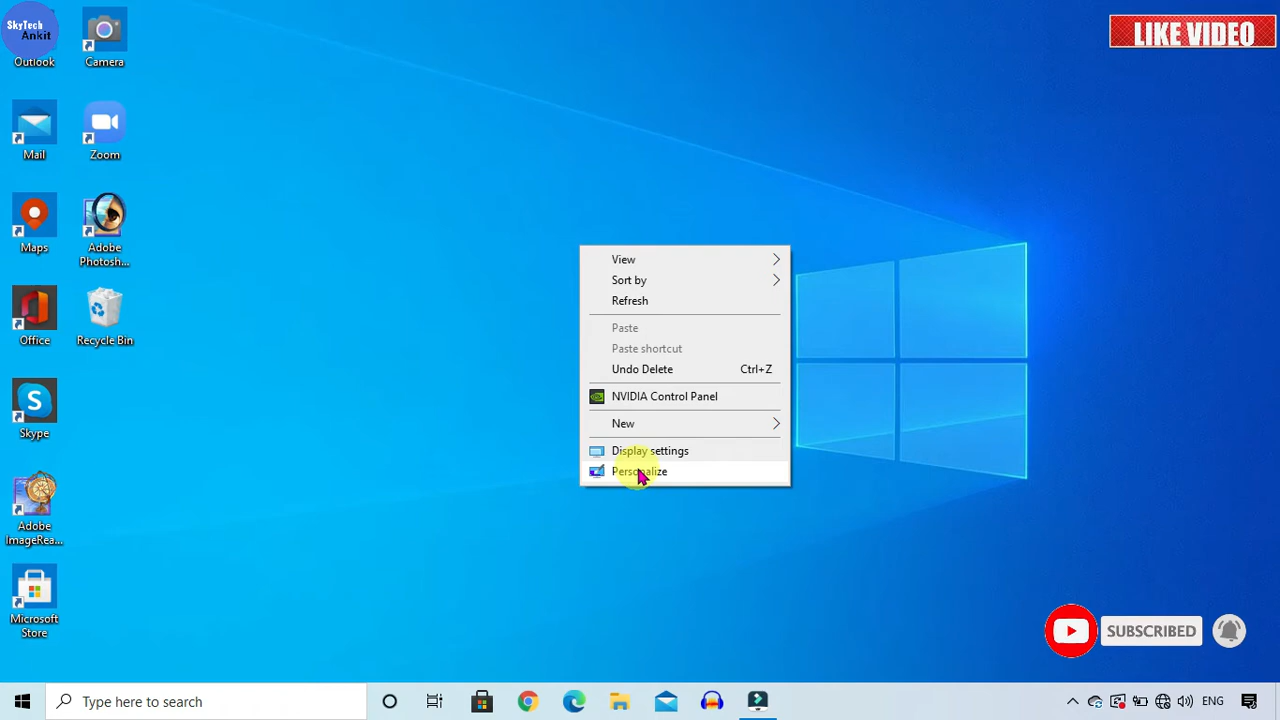 SkyTech
Ankit
Outlook
Camera
LIKE VIDEO
Mail
Zoom
Maps
Adobe
Photosh...
Office
Recycle Bin
Skype
Adobe
ImageRea...
Microsoft
Store
View
Sort by
Refresh
Paste
Paste shortcut
Undo Delete Ctrl+Z
NVIDIA Control Panel
New
Display settings
Personalize
SUBSCRIBED
Type here to search
ENG